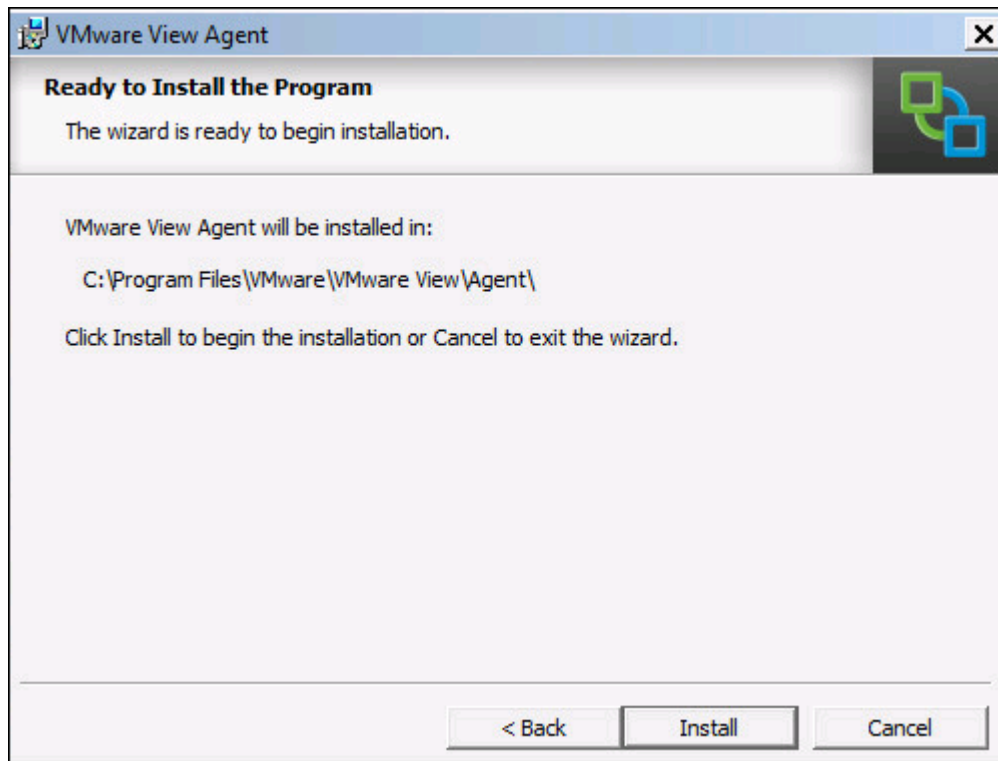 VMware View Agent
Ready to Install the Program
The wizard is ready to begin installation.
VMware View Agent will be installed in:
C:\Program Files\VMware\VMware View\Agent\
Click Install to begin the installation or Cancel to exit the wizard.
< Back Install Cancel